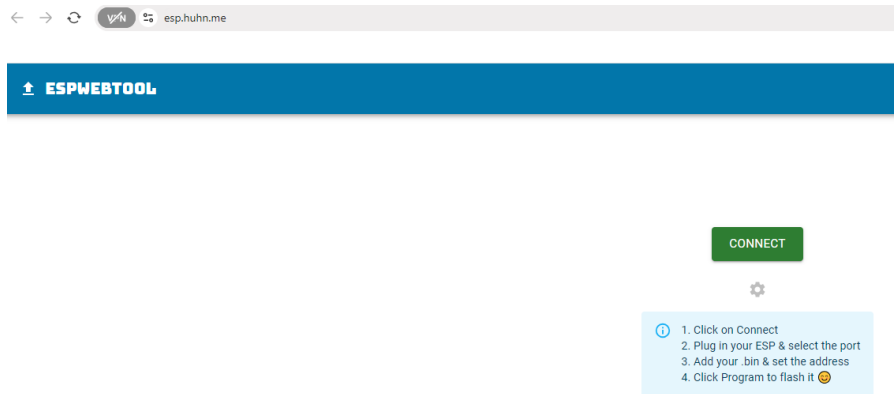 VPN
esp.huhn.me
ESPWEBTOOL
CONNECT
1. Click on Connect
2. Plug in your ESP & select the port
3. Add your .bin & set the address
4. Click Program to flash it 😊